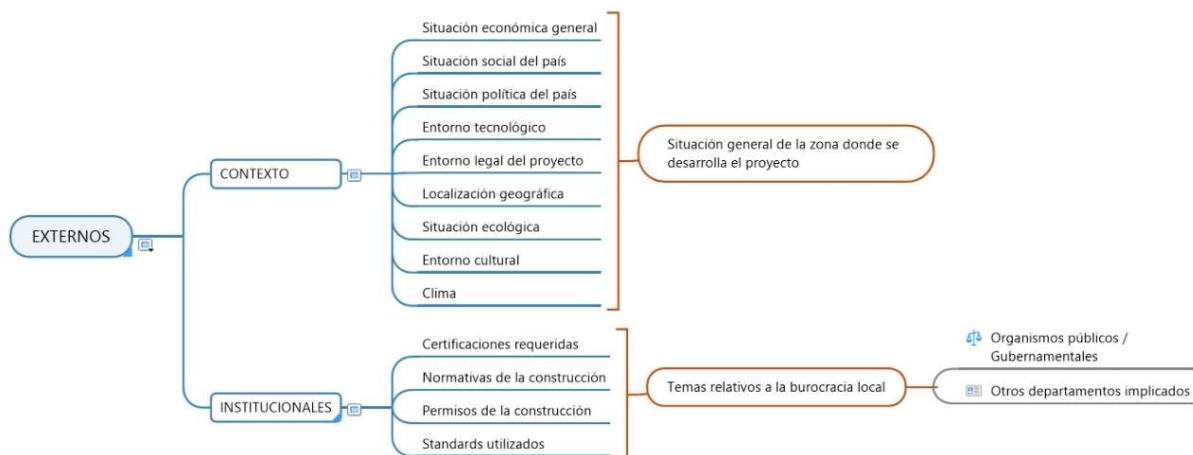 EXTERNOS
CONTEXTO
Situación económica general
Situación social del país
Situación política del país
Entorno tecnológico
Entorno legal del proyecto
Localización geográfica
Situación ecológica
Entorno cultural
Clima
Situación general de la zona donde se
desarrolla el proyecto
INSTITUCIONALES
Certificaciones requeridas
Normativas de la construcción
Permisos de la construcción
Standards utilizados
Temas relativos a la burocracia local
Organismos públicos /
Gubernamentales
Otros departamentos implicados